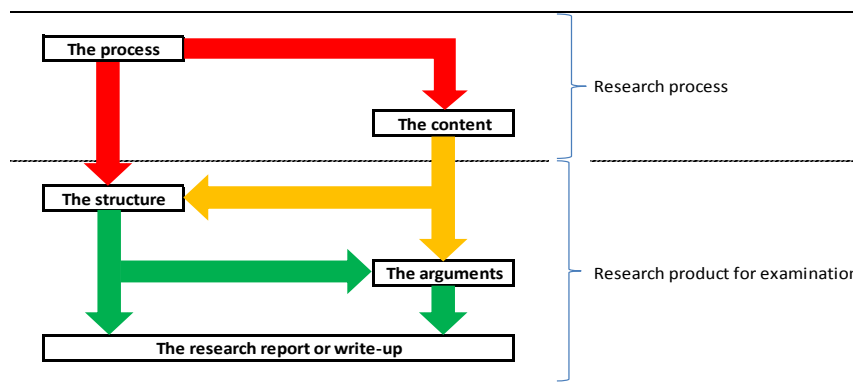 The process
Research process
The content
The structure
The arguments
Research product for examination
The research report or write-up